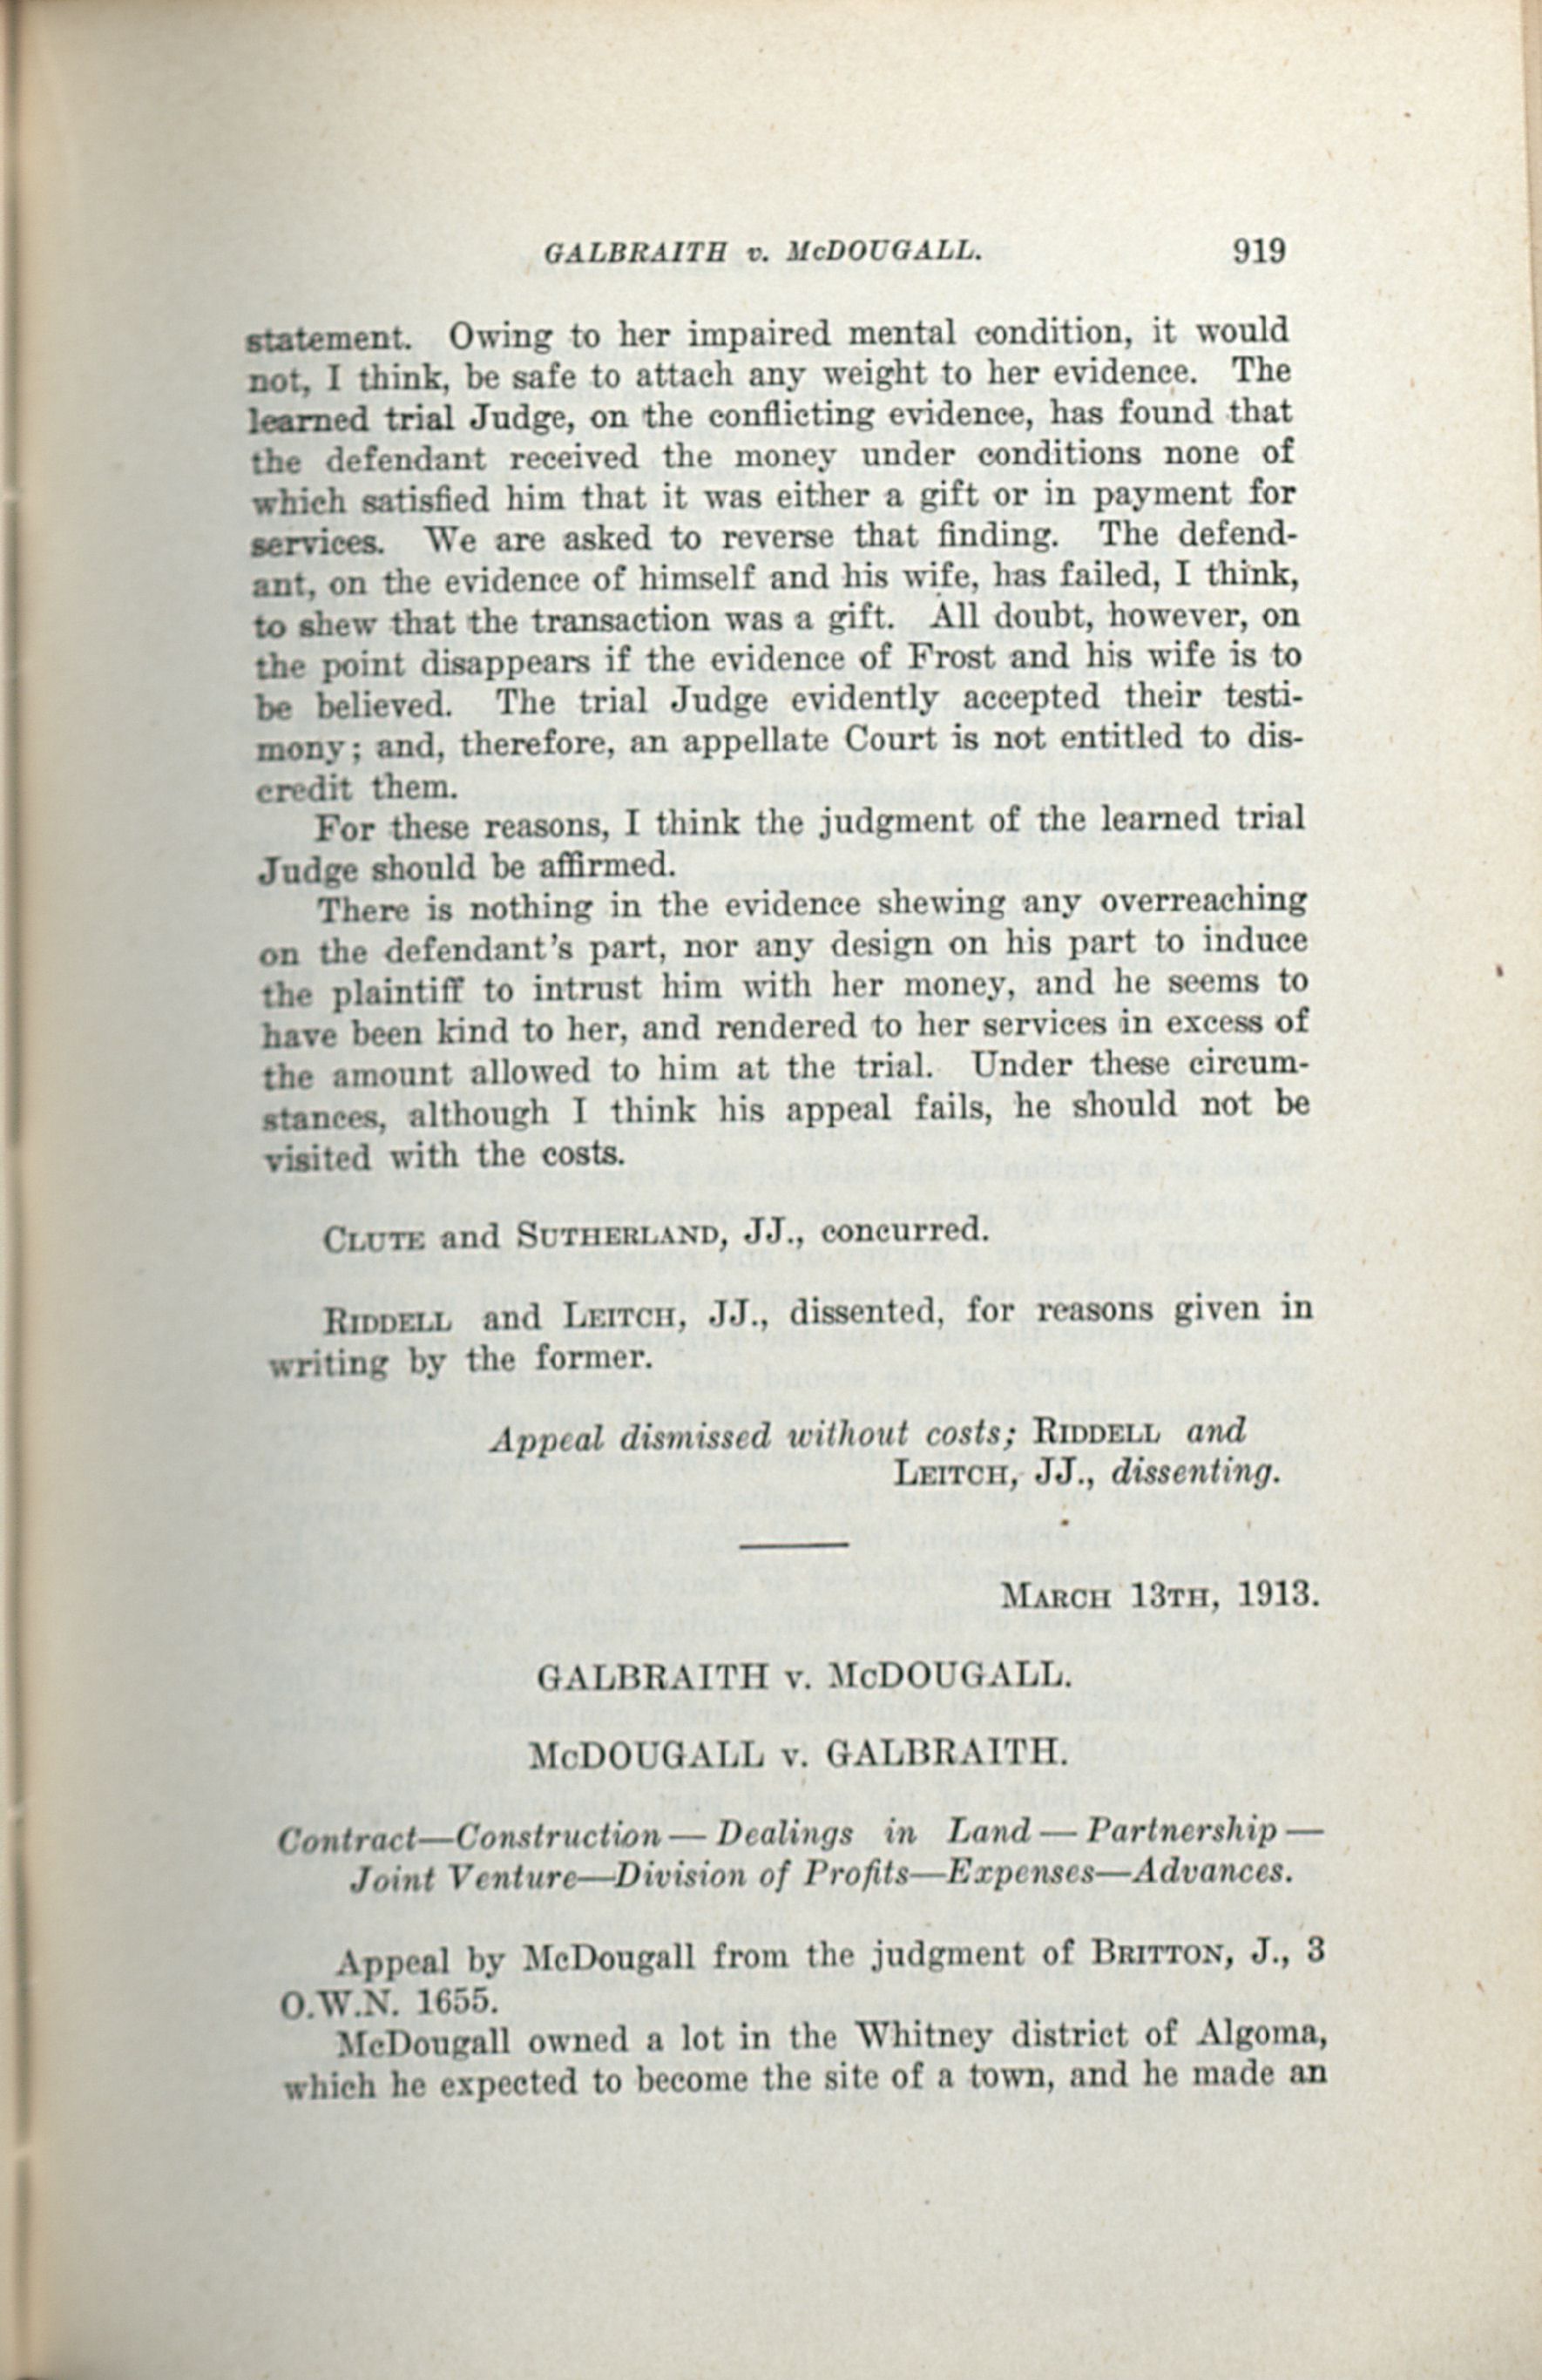 GALBRAITH v. McDOUGALL. 919
statement. Owing to her impaired mental condition, it would
not, I think, be safe to attach any weight to her evidence. The
learned trial Judge, on the conflicting evidence, has found that
the defendant received the money under conditions none of
which satisfied him that it was either a gift or in payment for
services. We are asked to reverse that finding. The defend-
ant, on the evidence of himself and his wife, has failed, I think,
to shew that the transaction was a gift. All doubt, however, on
the point disappears if the evidence of Frost and his wife is to
be believed. The trial Judge evidently accepted their testi-
mony; and, therefore, an appellate Court is not entitled to dis-
credit them.
For these reasons, I think the judgment of the learned trial
Judge should be affirmed.
There is nothing in the evidence shewing any overreaching
on the defendant's part, nor any design on his part to induce
the plaintiff to intrust him with her money, and he seems to
have been kind to her, and rendered to her services in excess of
the amount allowed to him at the trial. Under these circum-
stances, although I think his appeal fails, he should not be
visited with the costs.
CLUTE and SUTHERLAND, JJ., concurred.
RIDDELL and LEITCH, JJ., dissented, for reasons given in
writing by the former.
Appeal dismissed without costs; RIDDELL and
LEITCH, JJ., dissenting.
MARCH 13TH, 1913.
GALBRAITH v. McDOUGALL.
McDOUGALL v. GALBRAITH.
Contract—Construction — Dealings in Land — Partnership —
Joint Venture—Division of Profits—Expenses—Advances.
Appeal by McDougall from the judgment of BRITTON, J., 3
O.W.N. 1655.
McDougall owned a lot in the Whitney district of Algoma,
which he expected to become the site of a town, and he made an